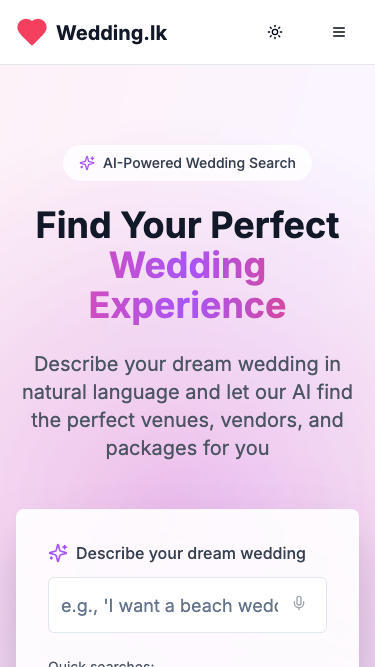 Wedding.lk
AI-Powered Wedding Search
Find Your Perfect
Wedding
Experience
Describe your dream wedding in
natural language and let our AI find
the perfect venues, vendors, and
packages for you
Describe your dream wedding
e.g., 'I want a beach wedd
Quick searches: